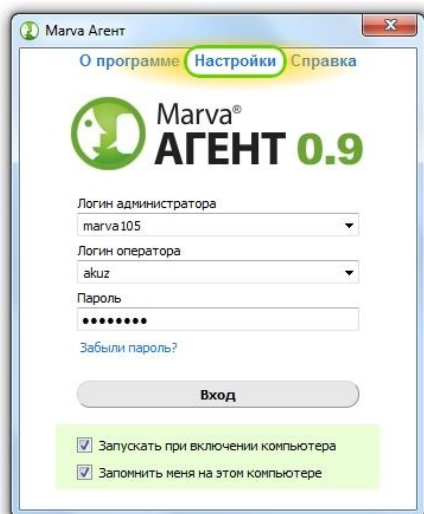 Marva Агент
О программе Настройки Справка
Marva®
АГЕНТ 0.9
Логин администратора
marva105
Логин оператора
akuz
Пароль
••••••••
Забыли пароль?
Вход
Запускать при включении компьютера
Запомнить меня на этом компьютере